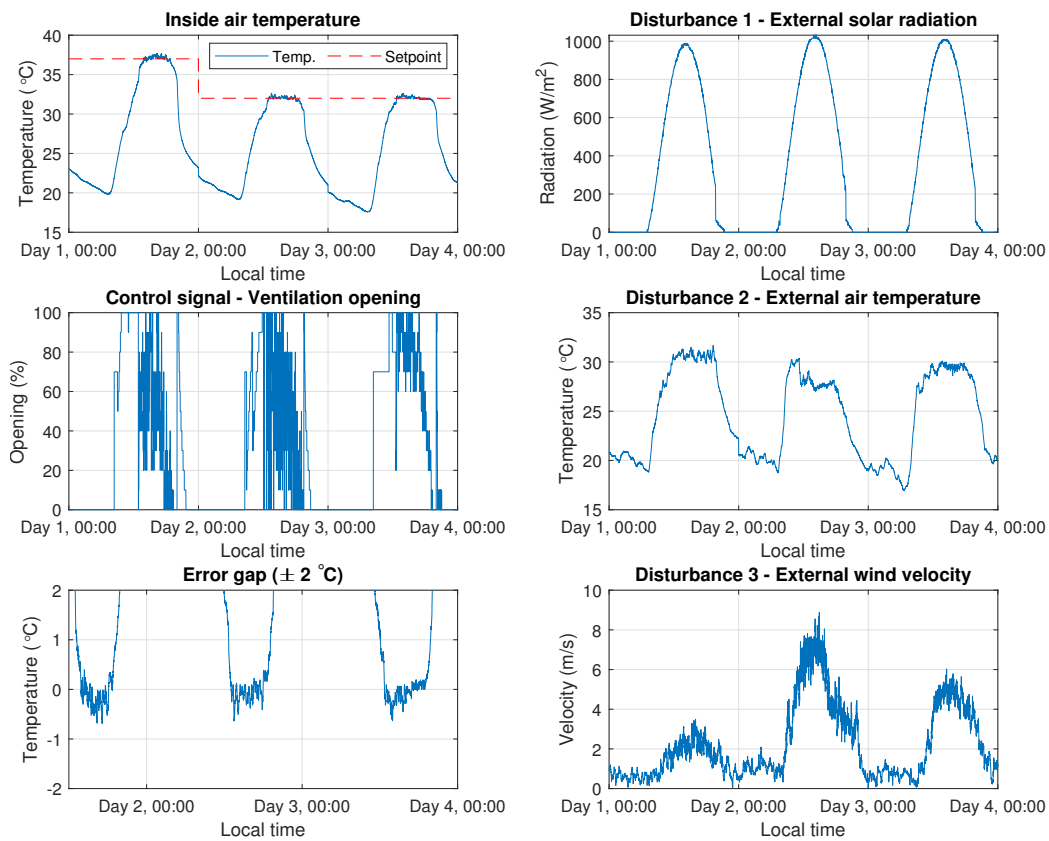 Inside air temperature
40
35
30
25
20
15
Temperature (°C)
Temp.
Setpoint
Day 1, 00:00
Day 2, 00:00
Day 3, 00:00
Day 4, 00:00
Local time
Disturbance 1 - External solar radiation
1000
800
600
400
200
0
Radiation (W/m²)
Day 1, 00:00
Day 2, 00:00
Day 3, 00:00
Day 4, 00:00
Local time
Control signal - Ventilation opening
100
80
60
40
20
0
Opening (%)
Day 1, 00:00
Day 2, 00:00
Day 3, 00:00
Day 4, 00:00
Local time
Disturbance 2 - External air temperature
35
30
25
20
15
Temperature (°C)
Day 1, 00:00
Day 2, 00:00
Day 3, 00:00
Day 4, 00:00
Local time
Error gap (± 2 °C)
2
1
0
-1
-2
Temperature (°C)
Day 2, 00:00
Day 3, 00:00
Day 4, 00:00
Local time
Disturbance 3 - External wind velocity
10
8
6
4
2
0
Velocity (m/s)
Day 1, 00:00
Day 2, 00:00
Day 3, 00:00
Day 4, 00:00
Local time